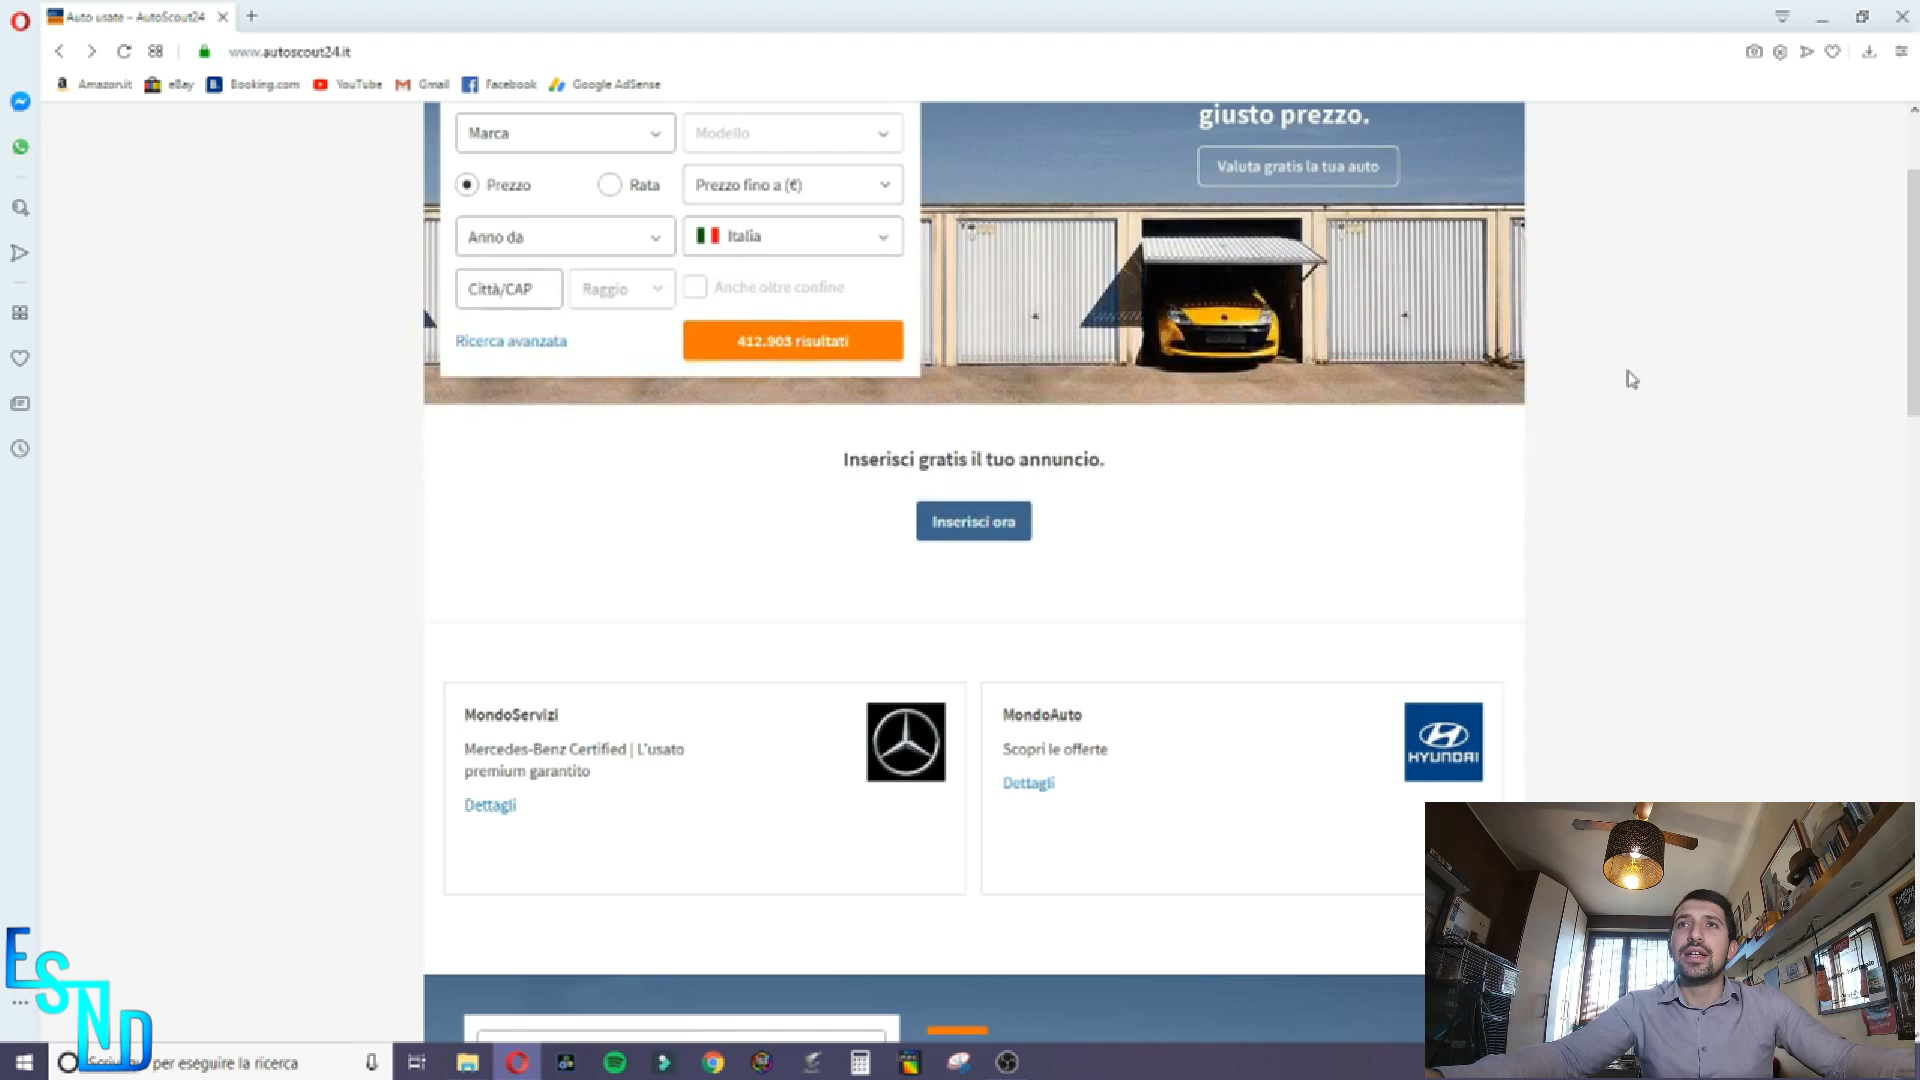 Auto usate – AutoScout24
www.autoscout24.it
Amazon.it eBay Booking.com YouTube Gmail Facebook Google AdSense
giusto prezzo.
Valuta gratis la tua auto
Marca Modello
Prezzo Rata Prezzo fino a (€)
Anno da Italia
Città/CAP Raggio Anche oltre confine
Ricerca avanzata 412.903 risultati
Inserisci gratis il tuo annuncio.
Inserisci ora
MondoServizi
Mercedes-Benz Certified | L'usato
premium garantito
Dettagli
MondoAuto
Scopri le offerte
Dettagli
HYUNDAI
ESND
per eseguire la ricerca